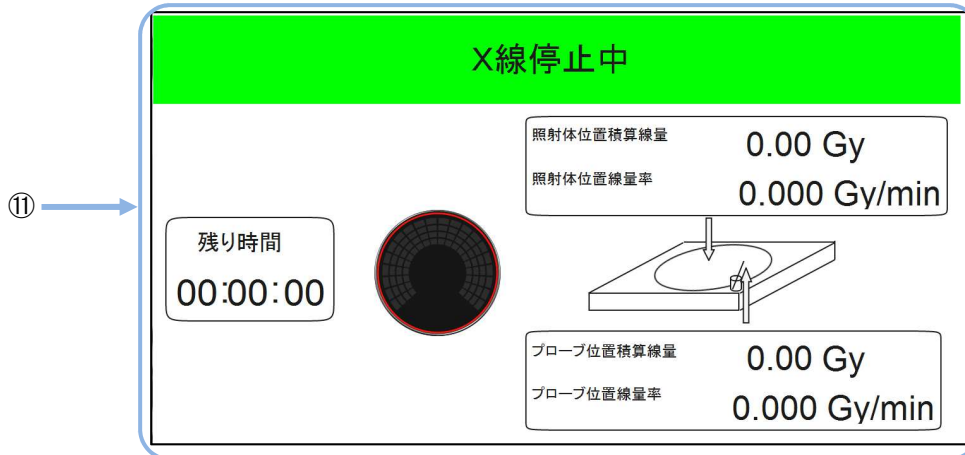 X線停止中
⑪
残り時間
00:00:00
照射体位置積算線量 0.00 Gy
照射体位置線量率 0.000 Gy/min
プローブ位置積算線量 0.00 Gy
プローブ位置線量率 0.000 Gy/min